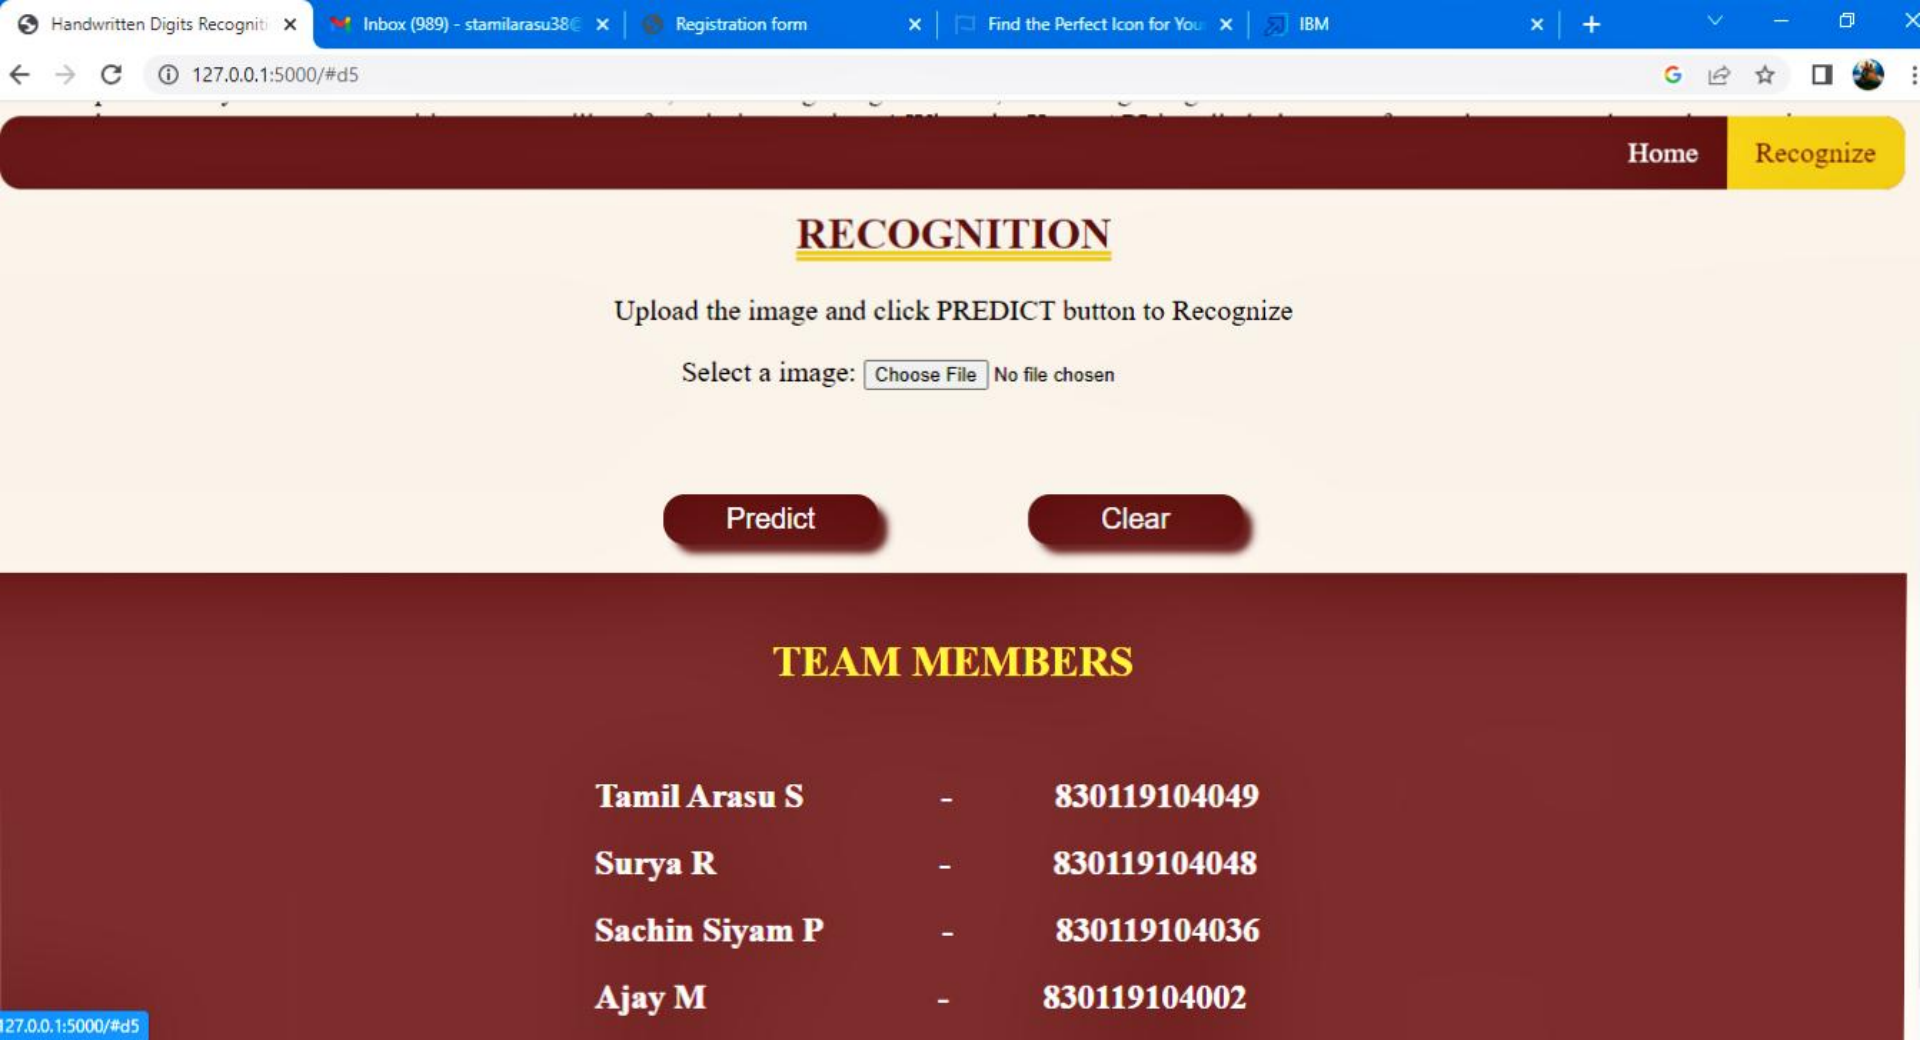 Handwritten Digits Recogniti
Inbox (989) - stamilarasu38@
Registration form
Find the Perfect Icon for You
IBM
127.0.0.1:5000/#d5
Home
Recognize
RECOGNITION
Upload the image and click PREDICT button to Recognize
Select a image: Choose File No file chosen
Predict
Clear
TEAM MEMBERS
Tamil Arasu S - 830119104049
Surya R - 830119104048
Sachin Siyam P - 830119104036
Ajay M - 830119104002
127.0.0.1:5000/#d5